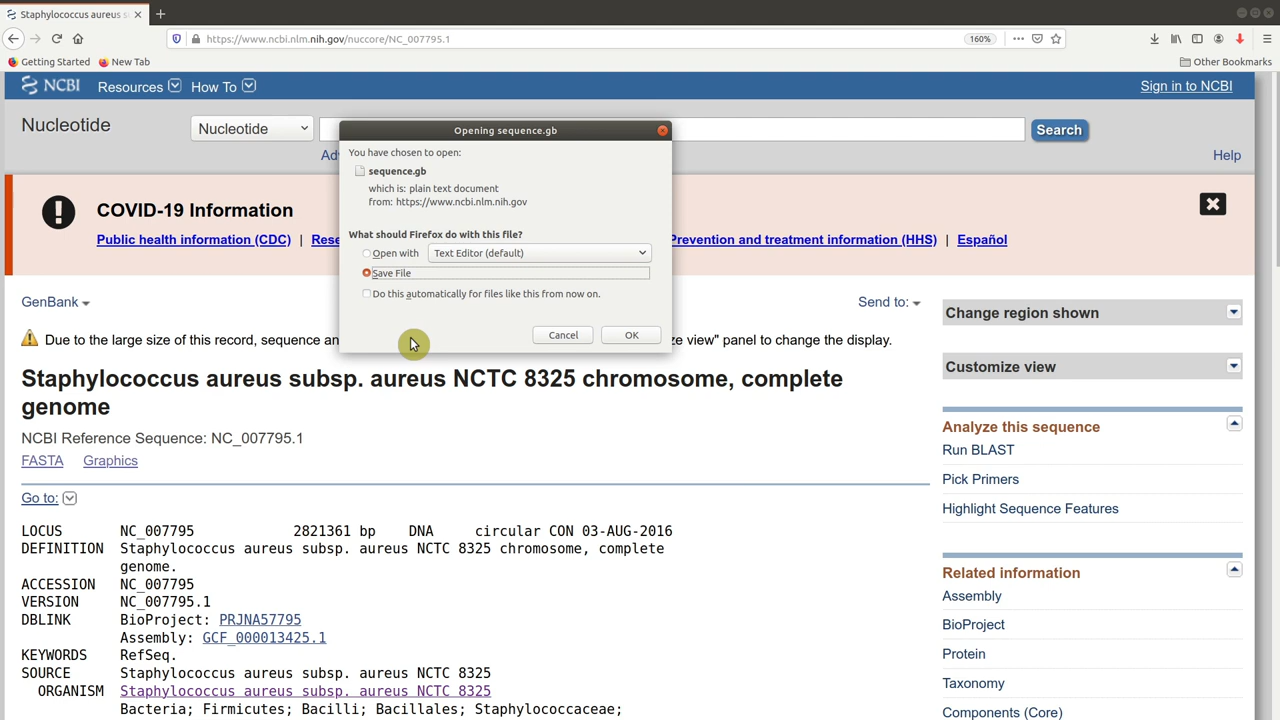 Staphylococcus aureus s
https://www.ncbi.nlm.nih.gov/nuccore/NC_007795.1
160%
Getting Started
New Tab
Other Bookmarks
NCBI
Resources
How To
Sign in to NCBI
Nucleotide
Nucleotide
Search
Ad
Help
Opening sequence.gb
You have chosen to open:
sequence.gb
which is: plain text document
from: https://www.ncbi.nlm.nih.gov
What should Firefox do with this file?
Open with
Text Editor (default)
Save File
Do this automatically for files like this from now on.
Cancel
OK
COVID-19 Information
Public health information (CDC) | Rese
Prevention and treatment information (HHS) | Español
GenBank
Send to:
Due to the large size of this record, sequence an
ze view" panel to change the display.
Staphylococcus aureus subsp. aureus NCTC 8325 chromosome, complete
genome
NCBI Reference Sequence: NC_007795.1
FASTA Graphics
Go to:
LOCUS NC_007795 2821361 bp DNA circular CON 03-AUG-2016
DEFINITION Staphylococcus aureus subsp. aureus NCTC 8325 chromosome, complete
genome.
ACCESSION NC_007795
VERSION NC_007795.1
DBLINK BioProject: PRJNA57795
Assembly: GCF_000013425.1
KEYWORDS RefSeq.
SOURCE Staphylococcus aureus subsp. aureus NCTC 8325
ORGANISM Staphylococcus aureus subsp. aureus NCTC 8325
Bacteria; Firmicutes; Bacilli; Bacillales; Staphylococcaceae;
Change region shown
Customize view
Analyze this sequence
Run BLAST
Pick Primers
Highlight Sequence Features
Related information
Assembly
BioProject
Protein
Taxonomy
Components (Core)